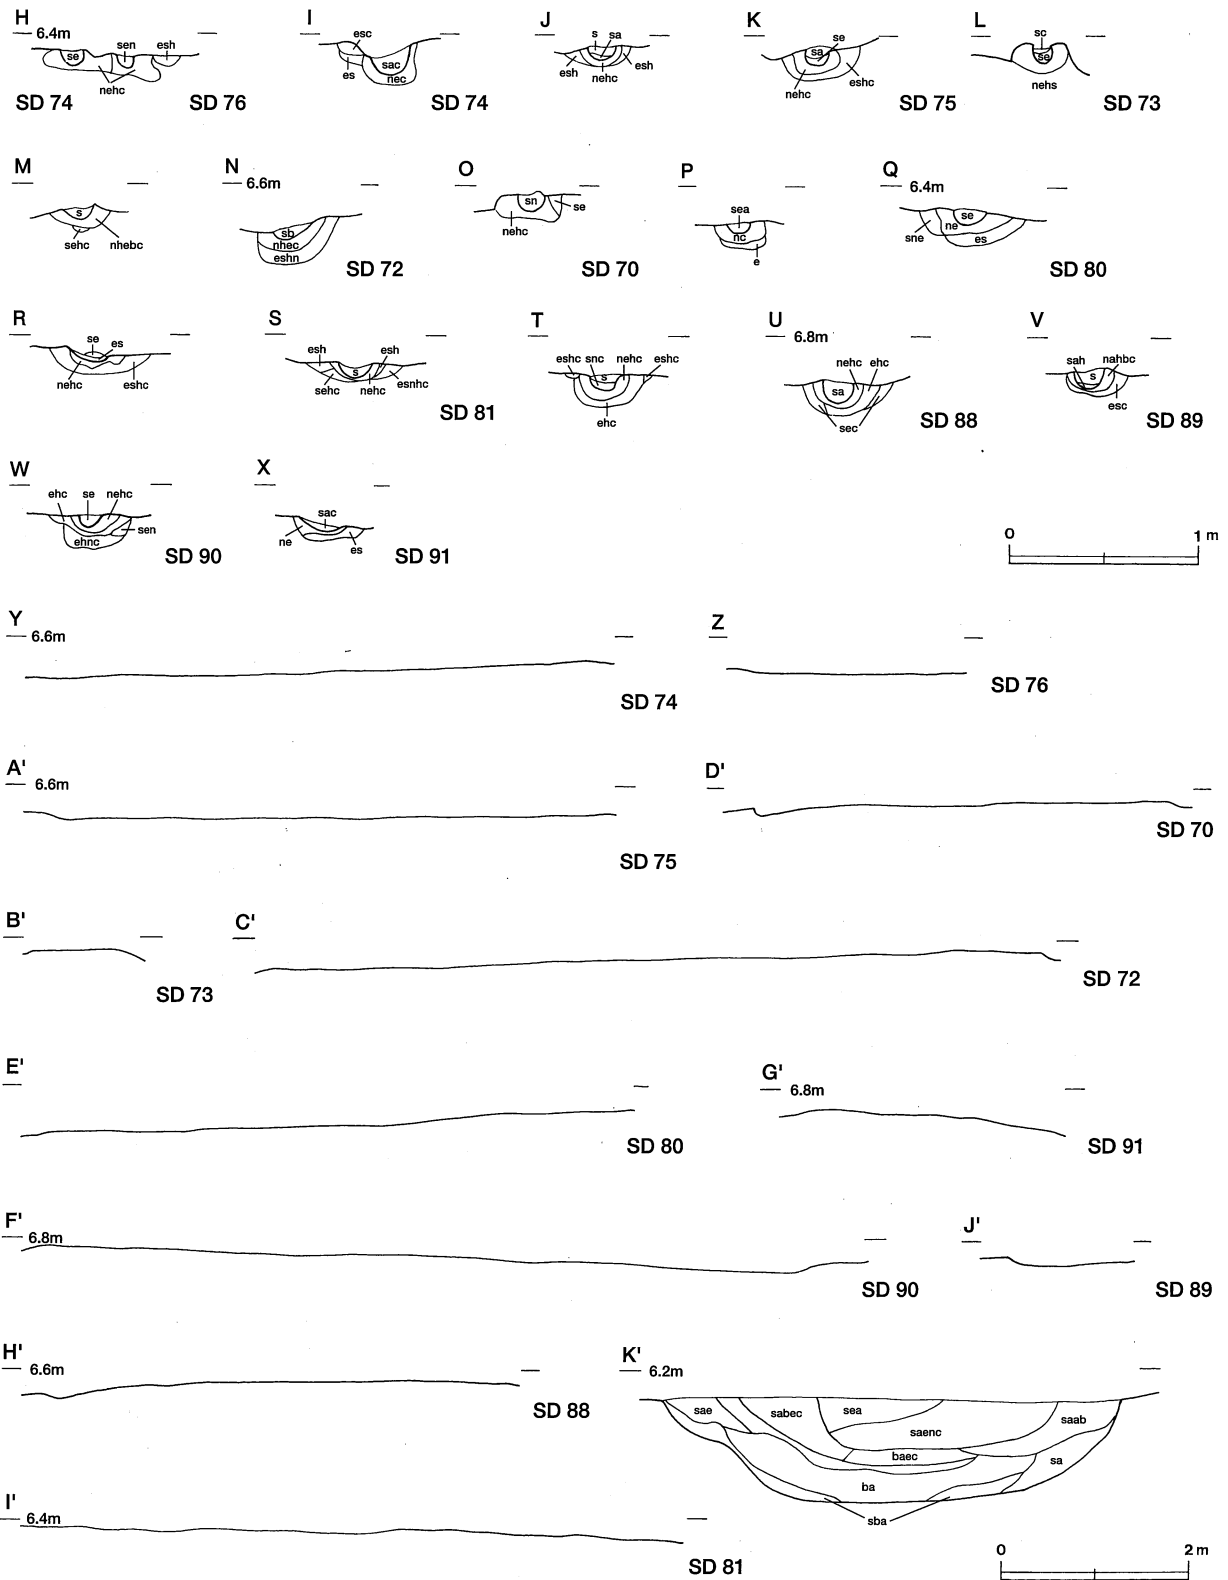 H I J K L
6.4m
se sen esh esc s sa sa se sc
es sac esh esh se
nehc nec nehc nehc eshc nehs
SD 74 SD 76 SD 74 SD 75 SD 73
M N O P Q
6.6m 6.4m
s sn se sea se
sb nc ne
sehc nhebc nhec nehc e sne es
eshn
SD 72 SD 70 SD 80
R S T U V
6.8m
se es esh esh eshc snc nehc eshc nehc ehc sah nahbc
s s sa s
nehc eshc sehc nehc esnhc ehc sec esc
SD 81 SD 88 SD 89
W X
ehc se nehc sac
sen
ehnc ne es
SD 90 SD 91
0 1 m
Y Z
6.6m
SD 74 SD 76
A' D'
6.6m
SD 75 SD 70
B' C'
SD 73 SD 72
E' G'
6.8m
SD 80 SD 91
F' J'
6.8m
SD 90 SD 89
H' K'
6.6m 6.2m
SD 88
sae sabec sea saab
saenc
baec sa
ba
sba
I'
6.4m
SD 81
0 2 m